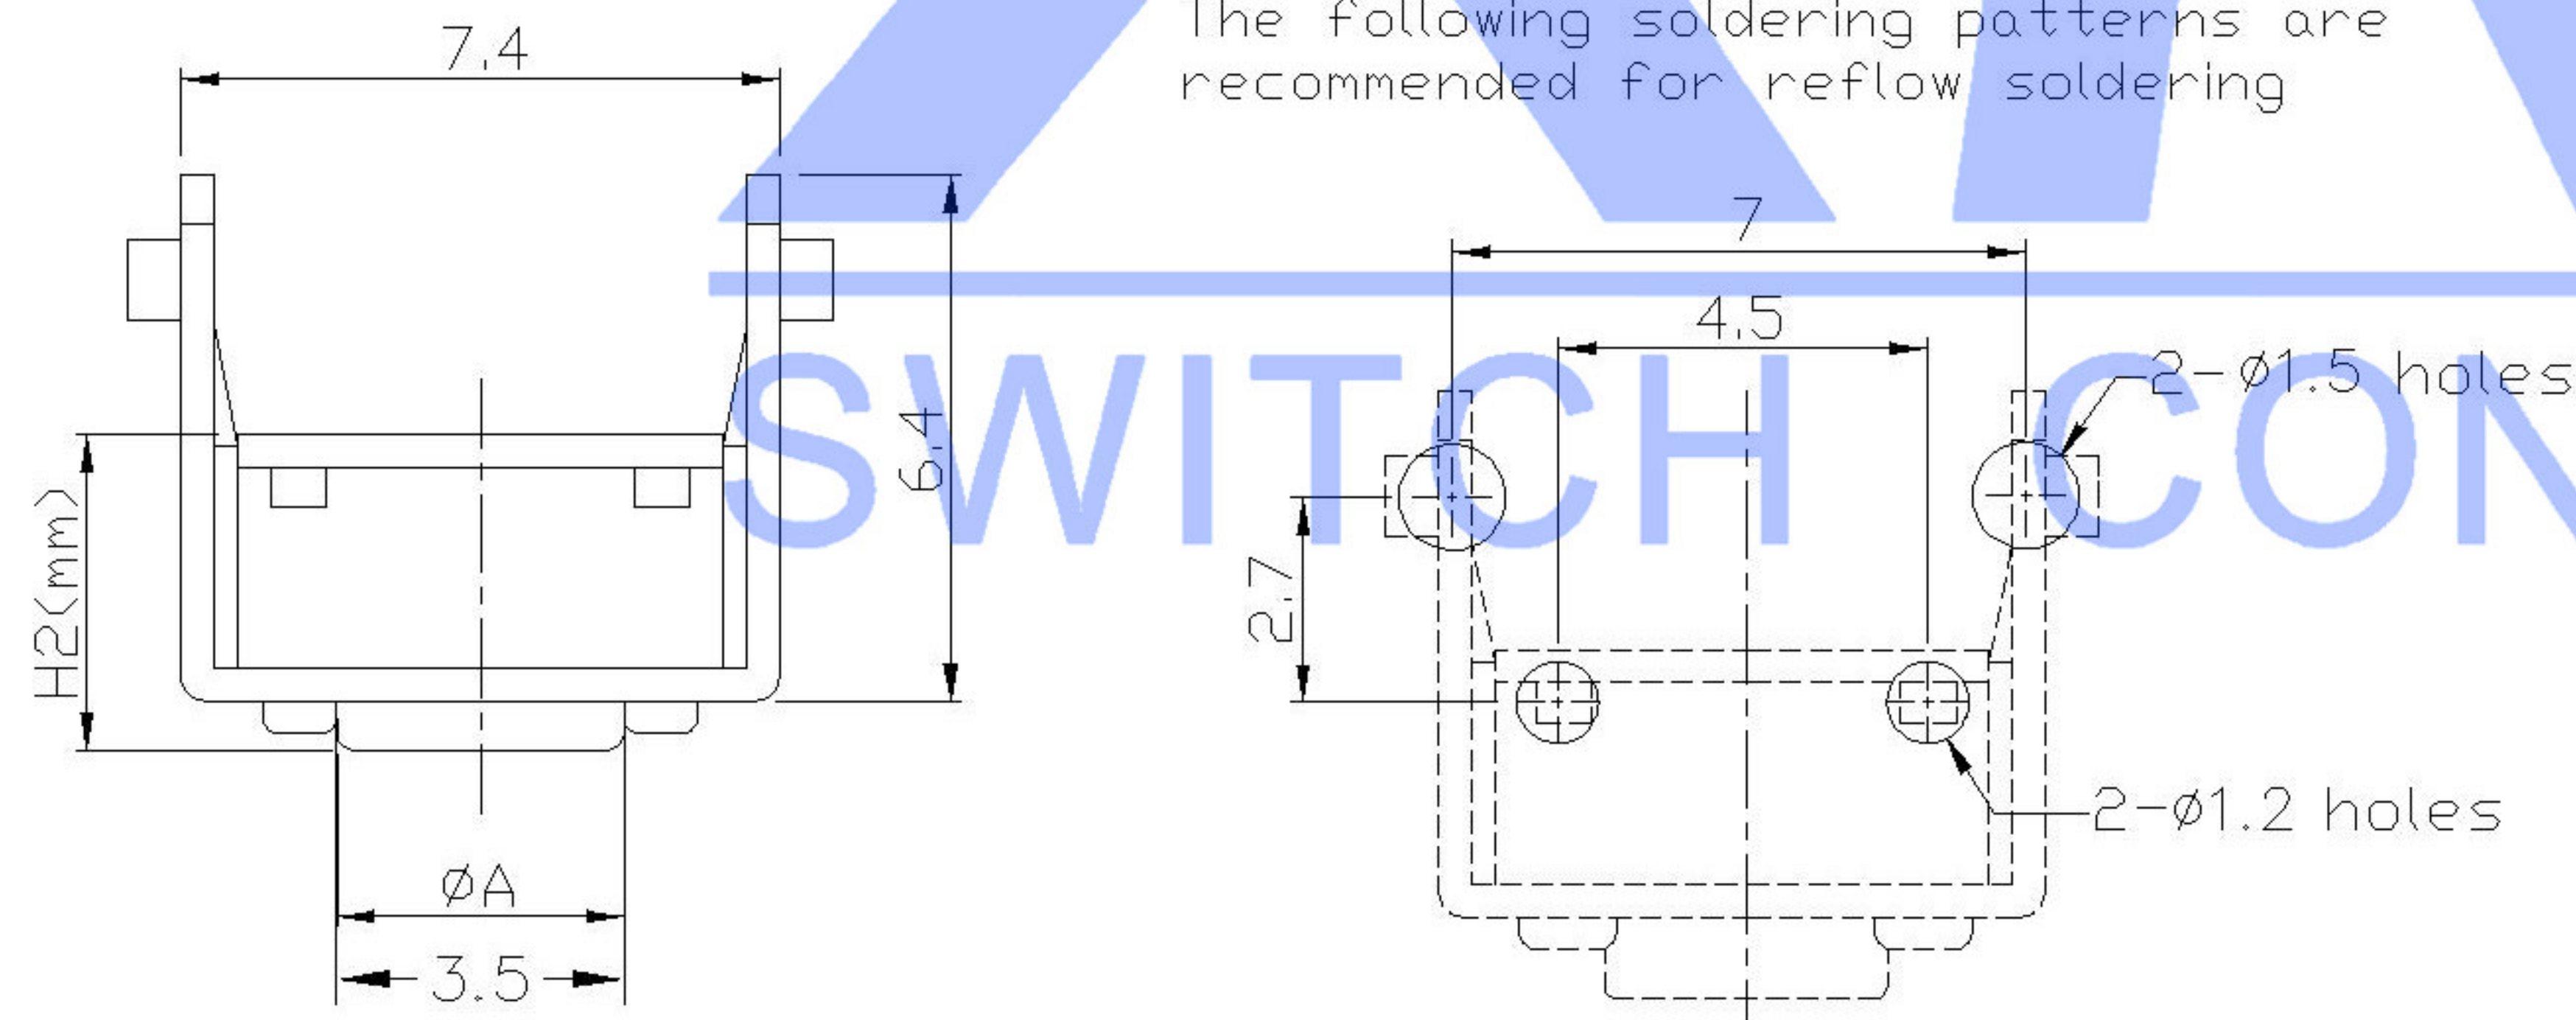 The following soldering patterns are
recommended for reflow soldering
7.4
6.4
H2(mm)
ØA
3.5
7
4.5
2-Ø1.5 holes
2.7
2-Ø1.2 holes
SWITCH CON